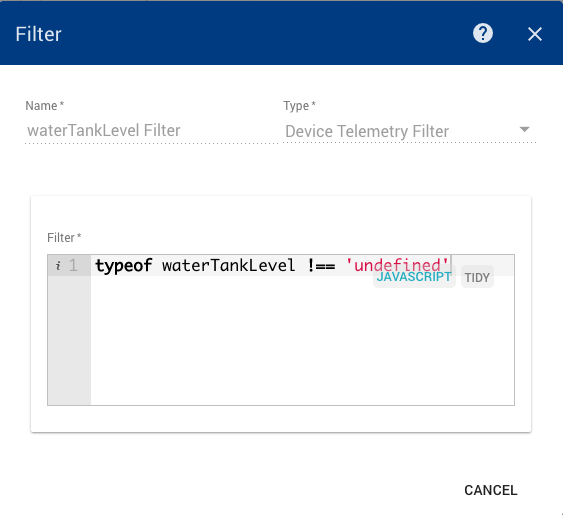 Filter
Name *
Type *
waterTankLevel Filter
Device Telemetry Filter
Filter *
i 1 typeof waterTankLevel !== 'undefined'
JAVASCRIPT
TIDY
CANCEL